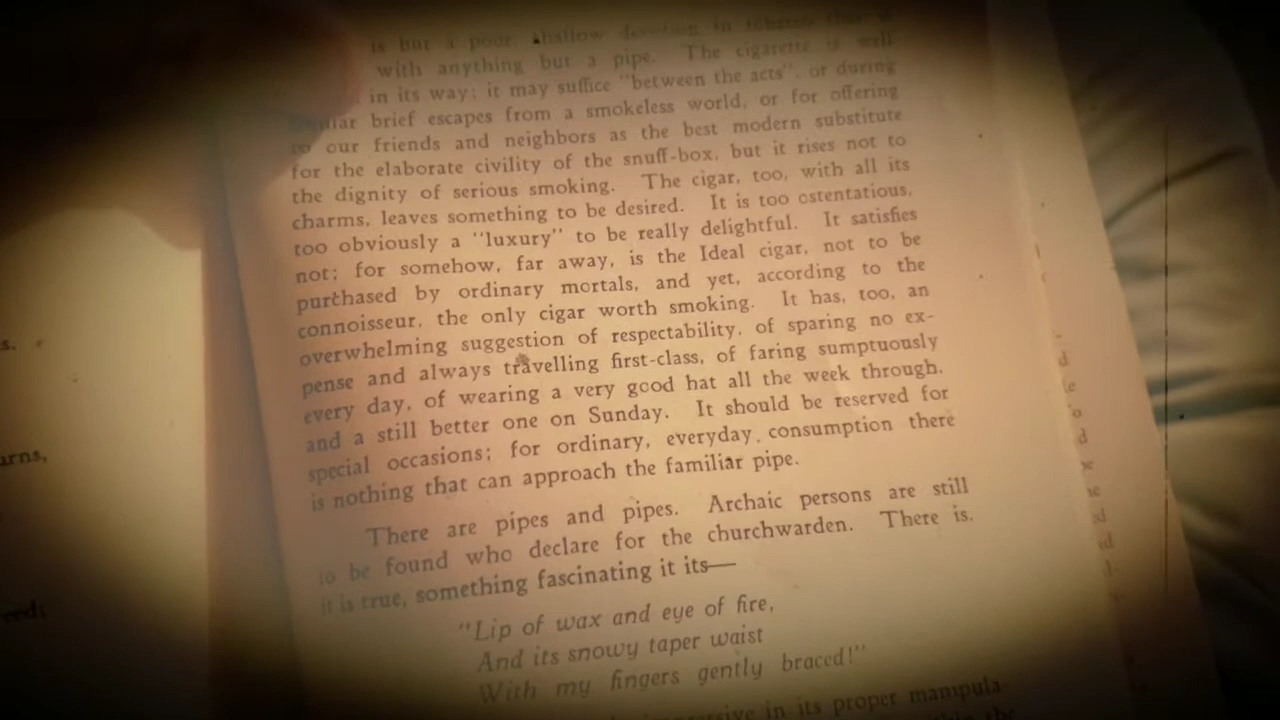 is but a poor, shallow devotion in tobacco that
with anything but a pipe. The cigarette is well
in its way; it may suffice "between the acts", or during
brief escapes from a smokeless world, or for offering
to our friends and neighbors as the best modern substitute
for the elaborate civility of the snuff-box, but it rises not to
the dignity of serious smoking. The cigar, too, with all its
charms, leaves something to be desired. It is too ostentatious,
too obviously a "luxury" to be really delightful. It satisfies
not; for somehow, far away, is the Ideal cigar, not to be
purchased by ordinary mortals, and yet, according to the
connoisseur, the only cigar worth smoking. It has, too, an
overwhelming suggestion of respectability, of sparing no ex-
pense and always travelling first-class, of faring sumptuously
every day, of wearing a very good hat all the week through,
and a still better one on Sunday. It should be reserved for
special occasions; for ordinary, everyday consumption there
is nothing that can approach the familiar pipe.
There are pipes and pipes. Archaic persons are still
to be found who declare for the churchwarden. There is,
it is true, something fascinating it its—
"Lip of wax and eye of fire,
And its snowy taper waist
With my fingers gently braced!"
in its proper manipula-